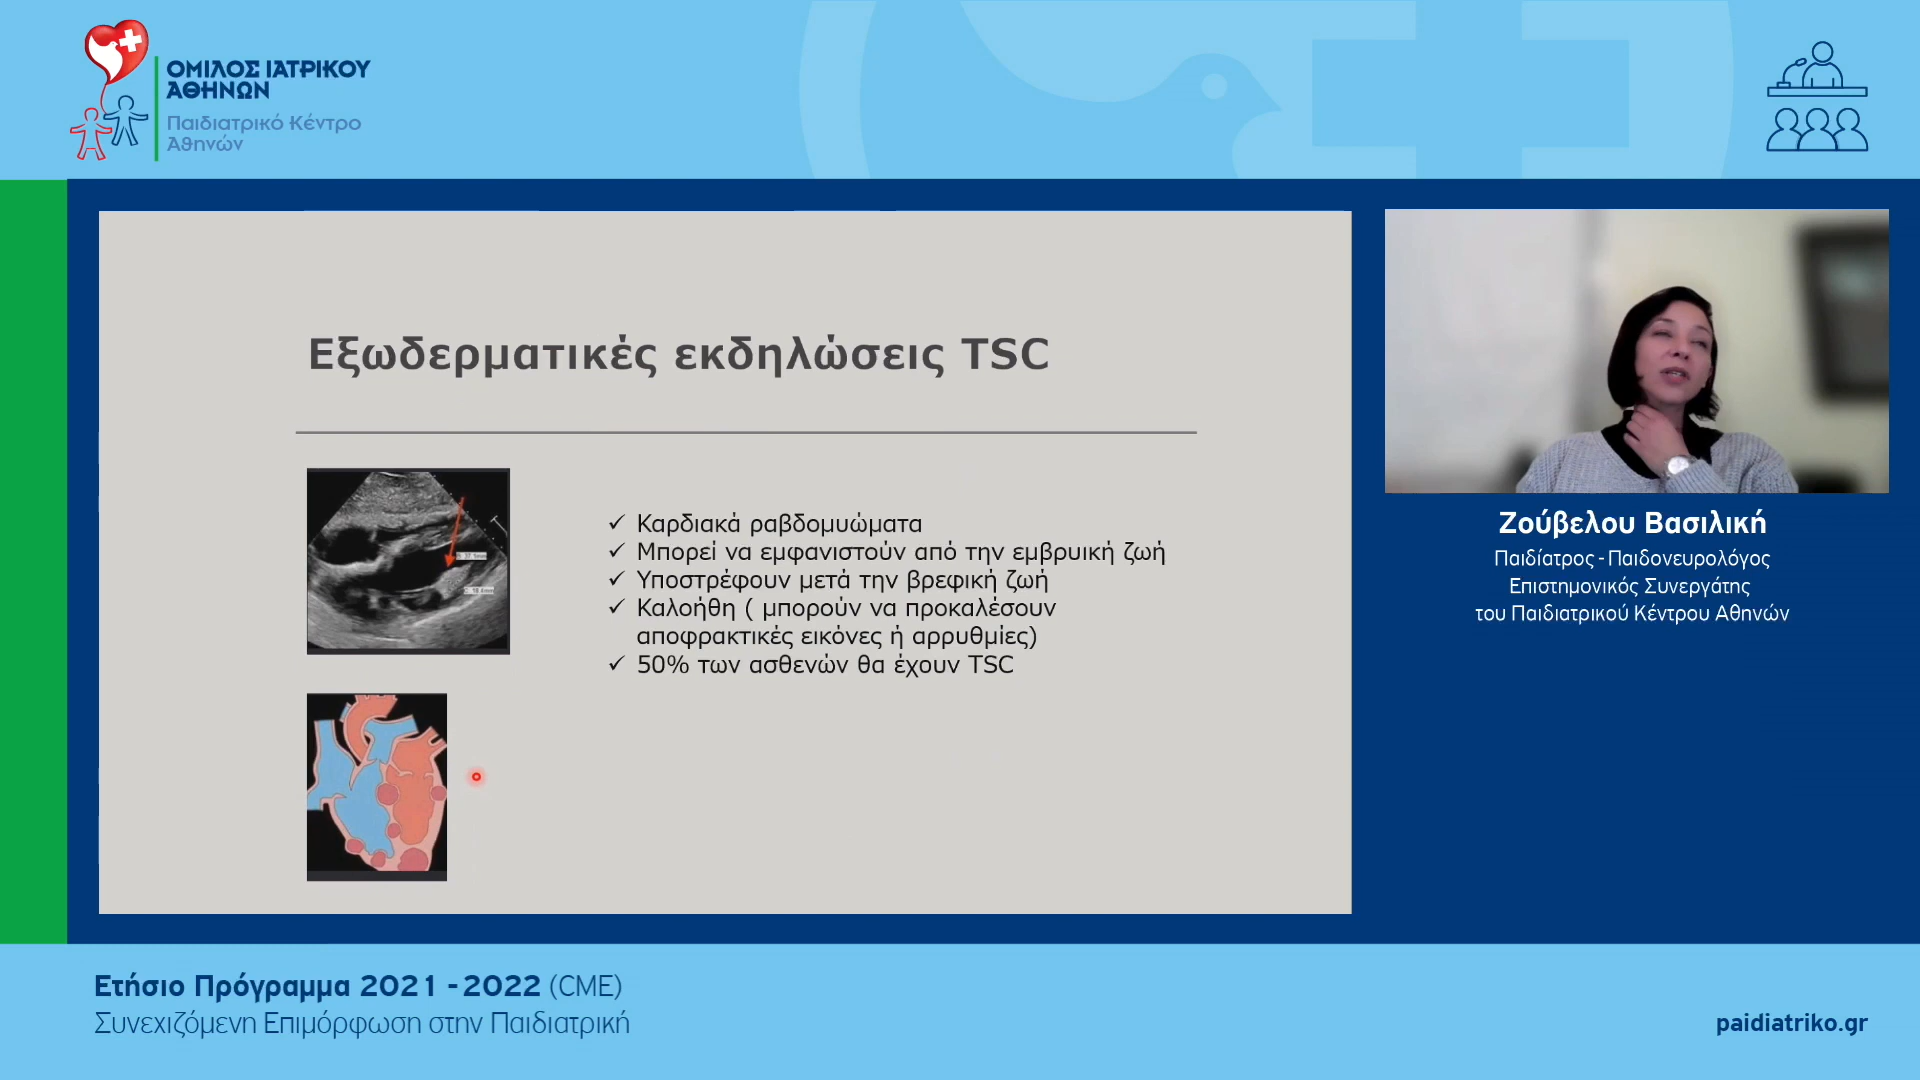 ΟΜΙΛΟΣ ΙΑΤΡΙΚΟΥ
ΑΘΗΝΩΝ
Παιδιατρικό Κέντρο
Αθηνών
Εξωδερματικές εκδηλώσεις TSC
✓ Καρδιακά ραβδομυώματα
✓ Μπορεί να εμφανιστούν από την εμβρυική ζωή
✓ Υποστρέφουν μετά την βρεφική ζωή
✓ Καλοήθη ( μπορούν να προκαλέσουν
αποφρακτικές εικόνες ή αρρυθμίες)
✓ 50% των ασθενών θα έχουν TSC
Ζούβελου Βασιλική
Παιδίατρος - Παιδονευρολόγος
Επιστημονικός Συνεργάτης
του Παιδιατρικού Κέντρου Αθηνών
Ετήσιο Πρόγραμμα 2021 - 2022 (CME)
Συνεχιζόμενη Επιμόρφωση στην Παιδιατρική
paidiatriko.gr